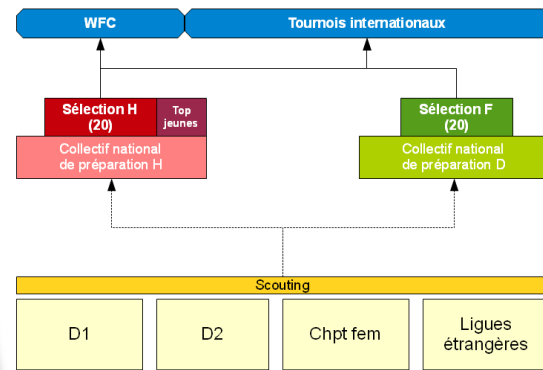 WFC
Tournois internationaux
Sélection H
(20)
Top
jeunes
Sélection F
(20)
Collectif national
de préparation H
Collectif national
de préparation D
Scouting
D1
D2
Chpt fem
Ligues
étrangères